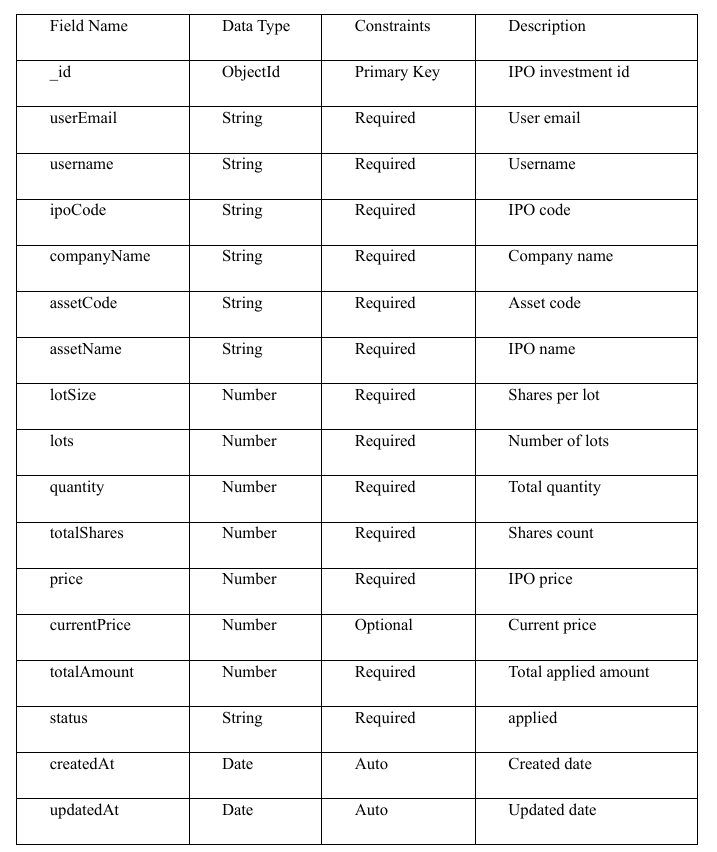 Field Name Data Type Constraints Description
_id ObjectId Primary Key IPO investment id
userEmail String Required User email
username String Required Username
ipoCode String Required IPO code
companyName String Required Company name
assetCode String Required Asset code
assetName String Required IPO name
lotSize Number Required Shares per lot
lots Number Required Number of lots
quantity Number Required Total quantity
totalShares Number Required Shares count
price Number Required IPO price
currentPrice Number Optional Current price
totalAmount Number Required Total applied amount
status String Required applied
createdAt Date Auto Created date
updatedAt Date Auto Updated date